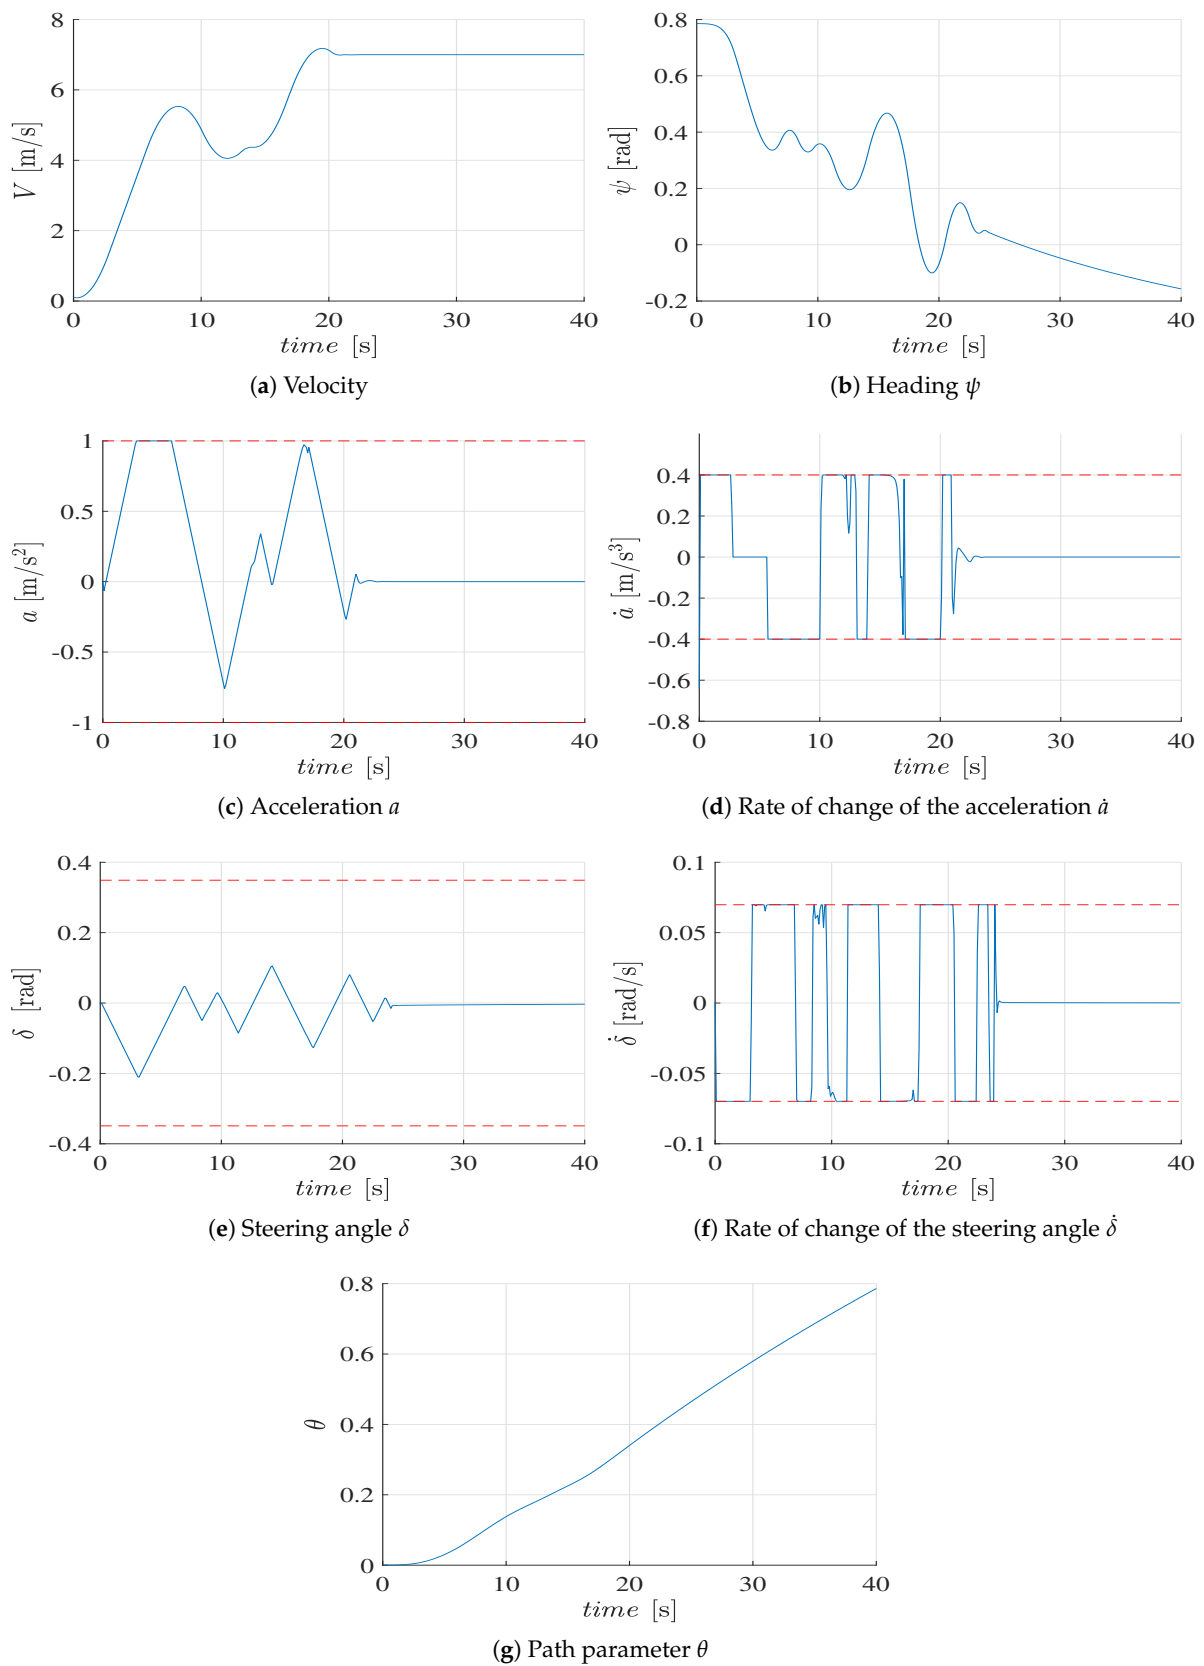 8
6
4
2
0
V [m/s]
0 10 20 30 40
time [s]
(a) Velocity
0.8
0.6
0.4
0.2
0
-0.2
ψ [rad]
0 10 20 30 40
time [s]
(b) Heading ψ
1
0.5
0
-0.5
-1
a [m/s²]
0 10 20 30 40
time [s]
(c) Acceleration a
0.4
0.2
0
-0.2
-0.4
-0.6
-0.8
ȧ [m/s³]
0 10 20 30 40
time [s]
(d) Rate of change of the acceleration ȧ
0.4
0.2
0
-0.2
-0.4
δ [rad]
0 10 20 30 40
time [s]
(e) Steering angle δ
0.1
0.05
0
-0.05
-0.1
δ̇ [rad/s]
0 10 20 30 40
time [s]
(f) Rate of change of the steering angle δ̇
0.8
0.6
0.4
0.2
0
θ
0 10 20 30 40
time [s]
(g) Path parameter θ